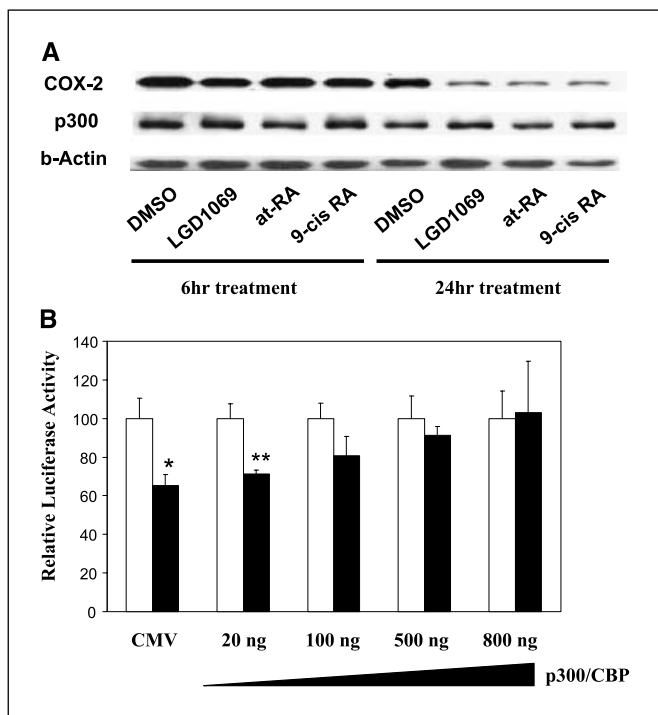 A
COX-2
p300
b-Actin
DMSO LGD1069 at-RA 9-cis RA DMSO LGD1069 at-RA 9-cis RA
6hr treatment 24hr treatment
B
Relative Luciferase Activity
140
120
100
80
60
40
20
0
* **
CMV 20 ng 100 ng 500 ng 800 ng
p300/CBP